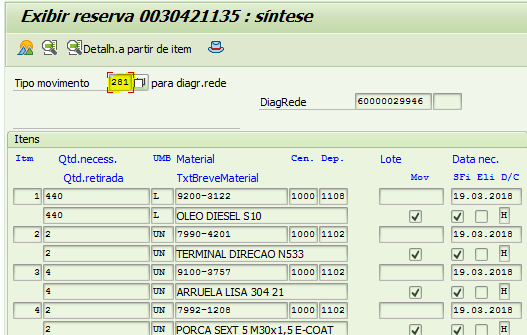 Exibir reserva 0030421135 : síntese
Detalh.a partir de item
Tipo movimento 281 para diagr.rede
DiagRede 60000029946
Itens
Itm Qtd.necess. UMB Material Cen. Dep. Lote Data nec.
Qtd.retirada TxtBreveMaterial Mov SFi Eli D/C
1 440 L 9200-3122 1000 1108 19.03.2018
440 L OLEO DIESEL S10 H
2 2 UN 7990-4201 1000 1102 19.03.2018
2 UN TERMINAL DIRECAO N533 H
3 4 UN 9100-3757 1000 1102 19.03.2018
4 UN ARRUELA LISA 304 21 H
4 2 UN 7992-1208 1000 1102 19.03.2018
2 UN PORCA SEXT 5 M30x1,5 E-COAT H